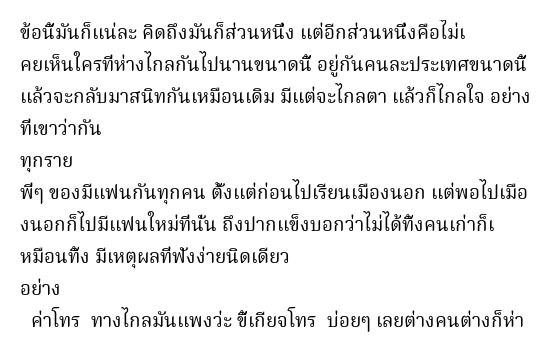 ข้อนี้มันก็แน่ละ คิดถึงมันก็ส่วนหนึ่ง แต่อีกส่วนหนึ่งคือไม่เ
คยเห็นใครที่ห่างไกลกันไปนานขนาดนี้ อยู่กันคนละประเทศขนาดนี้
แล้วจะกลับมาสนิทกันเหมือนเดิม มีแต่จะไกลตา แล้วก็ไกลใจ อย่าง
ที่เขาว่ากัน
ทุกราย
พี่ๆ ของมีแฟนกันทุกคน ตั้งแต่ก่อนไปเรียนเมืองนอก แต่พอไปเมือ
งนอกก็ไปมีแฟนใหม่ที่นั่น ถึงปากแข็งบอกว่าไม่ได้ทิ้งคนเก่าก็เ
หมือนทิ้ง มีเหตุผลที่ฟังง่ายนิดเดียว
อย่าง
ค่าโทร ทางไกลมันแพงว่ะ ขี้เกียจโทร บ่อยๆ เลยต่างคนต่างก็ห่า